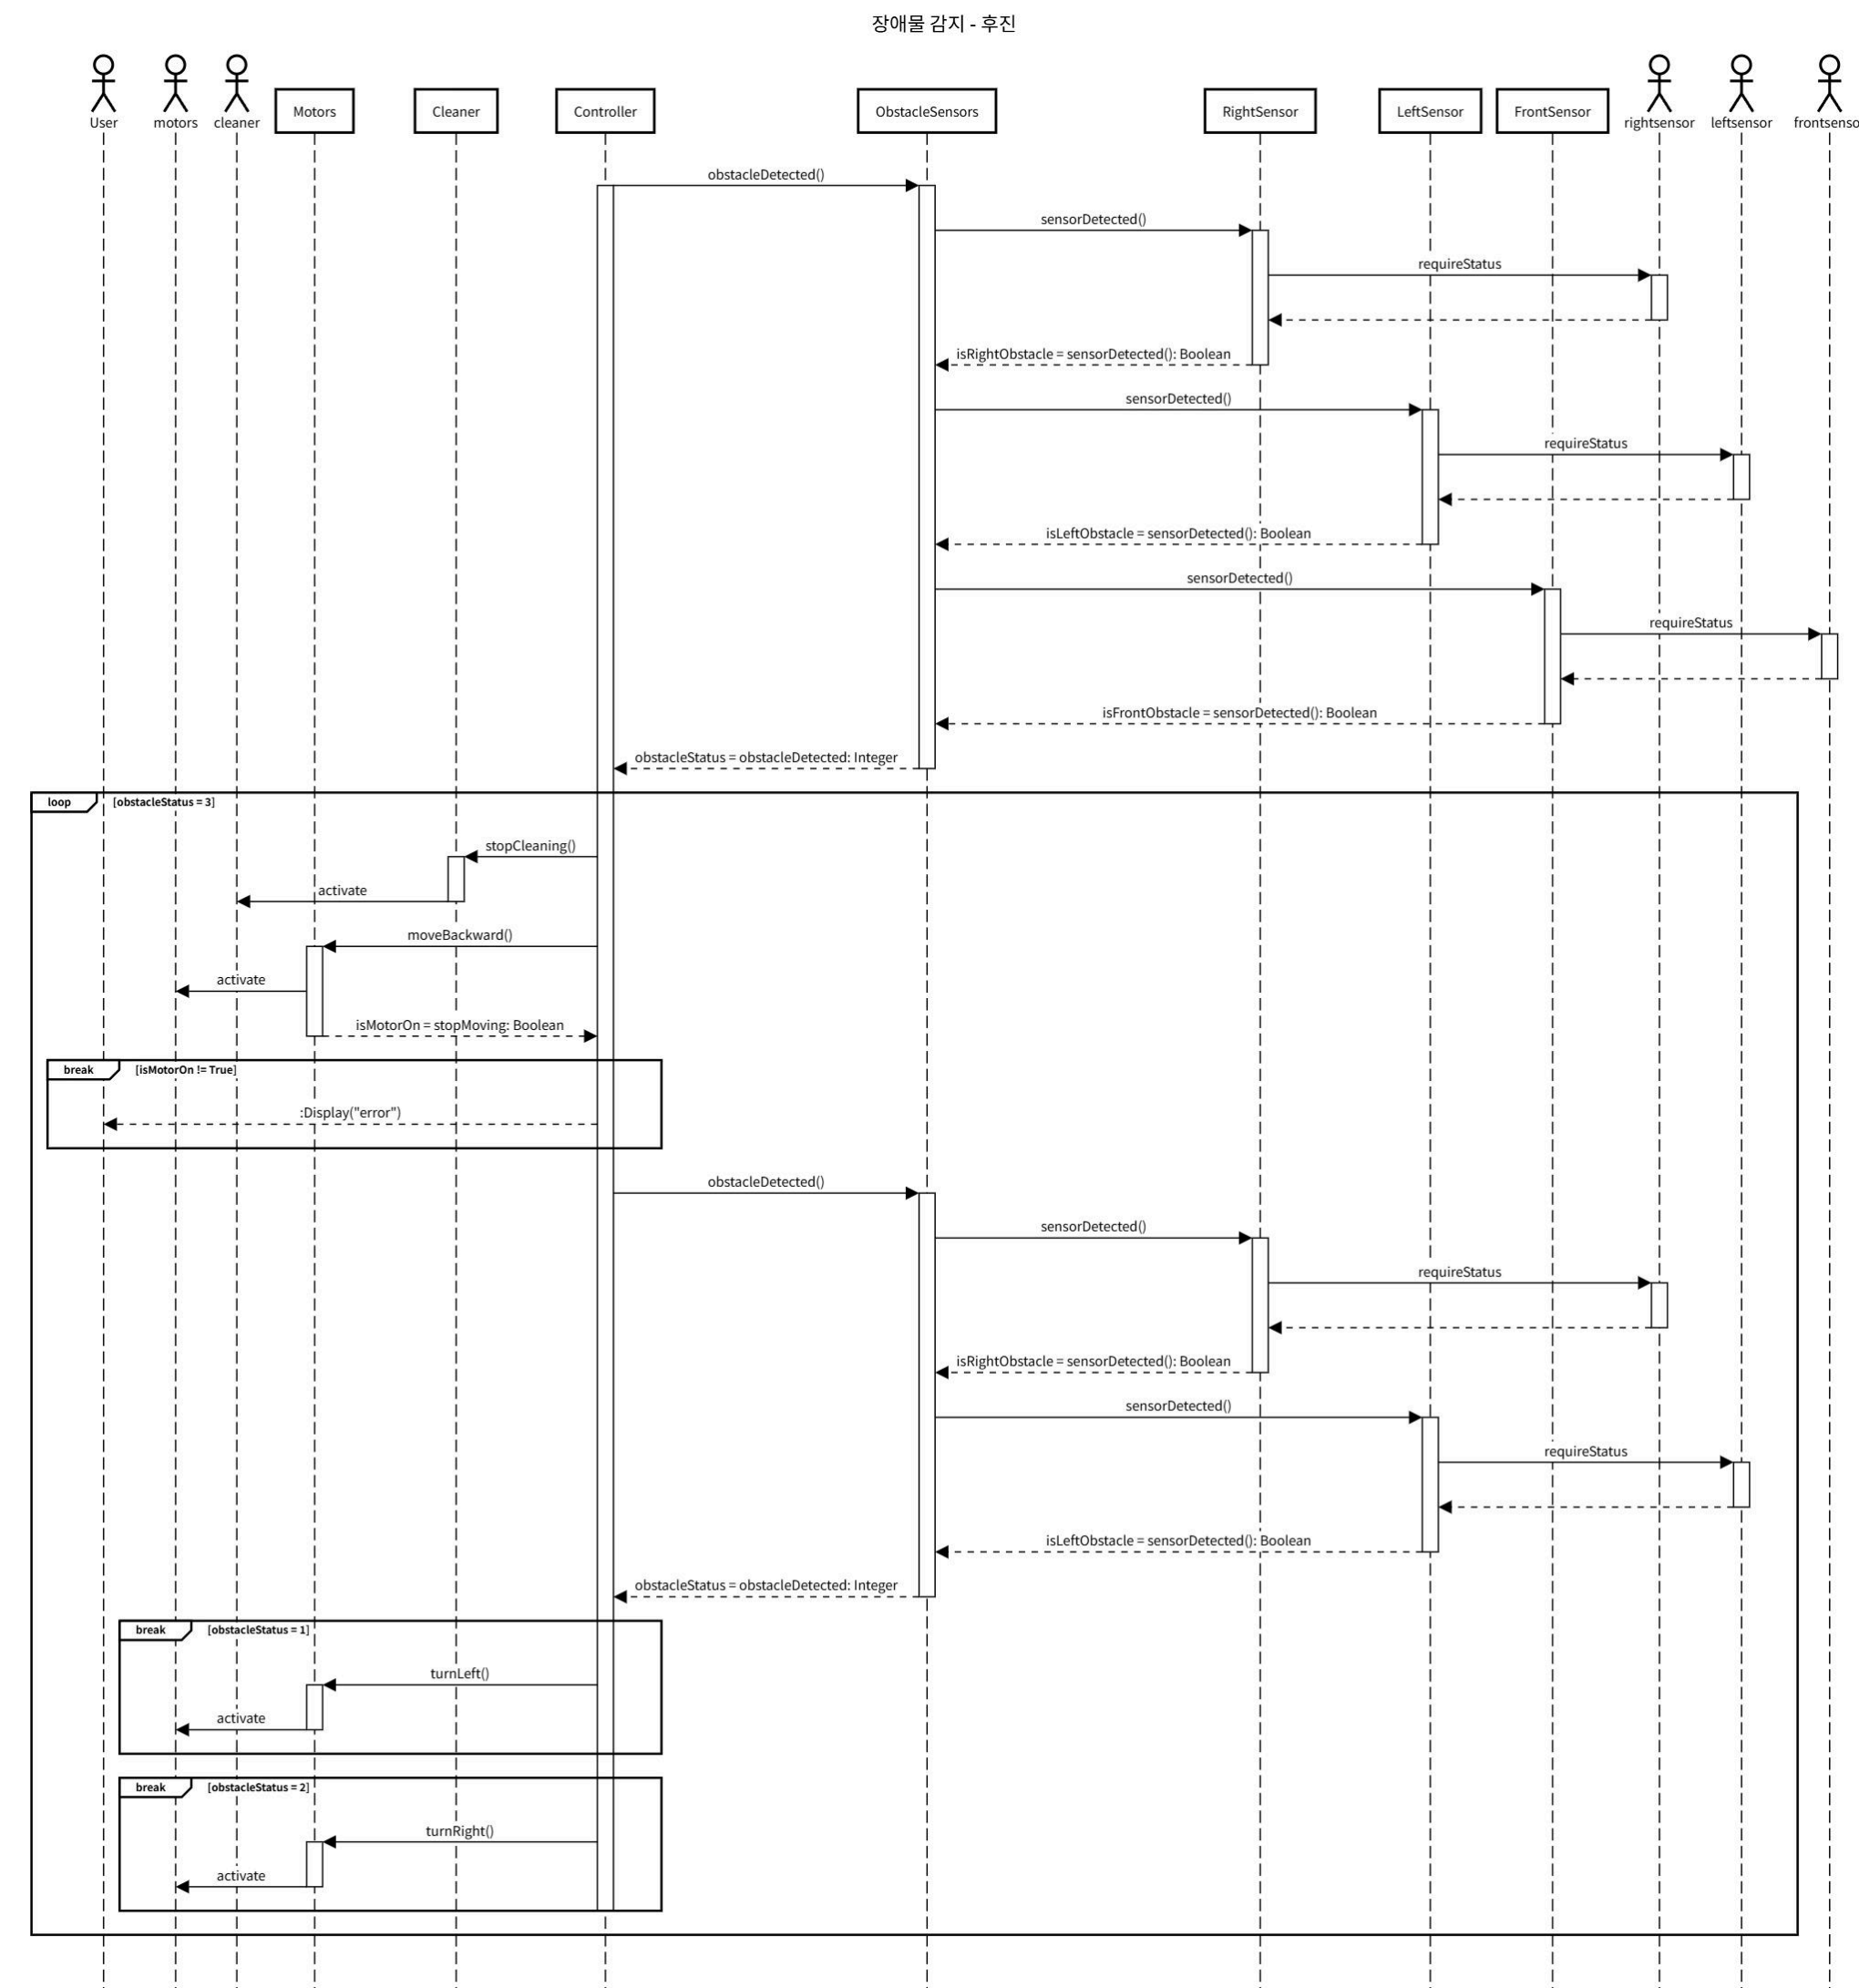 장애물 감지 - 후진
User
motors
cleaner
Motors
Cleaner
Controller
ObstacleSensors
RightSensor
LeftSensor
FrontSensor
rightsensor
leftsensor
frontsenso
obstacleDetected()
sensorDetected()
requireStatus
isRightObstacle = sensorDetected(): Boolean
sensorDetected()
requireStatus
isLeftObstacle = sensorDetected(): Boolean
sensorDetected()
requireStatus
isFrontObstacle = sensorDetected(): Boolean
obstacleStatus = obstacleDetected: Integer
loop [obstacleStatus = 3]
stopCleaning()
activate
moveBackward()
activate
isMotorOn = stopMoving: Boolean
break [isMotorOn != True]
:Display("error")
obstacleDetected()
sensorDetected()
requireStatus
isRightObstacle = sensorDetected(): Boolean
sensorDetected()
requireStatus
isLeftObstacle = sensorDetected(): Boolean
obstacleStatus = obstacleDetected: Integer
break [obstacleStatus = 1]
turnLeft()
activate
break [obstacleStatus = 2]
turnRight()
activate